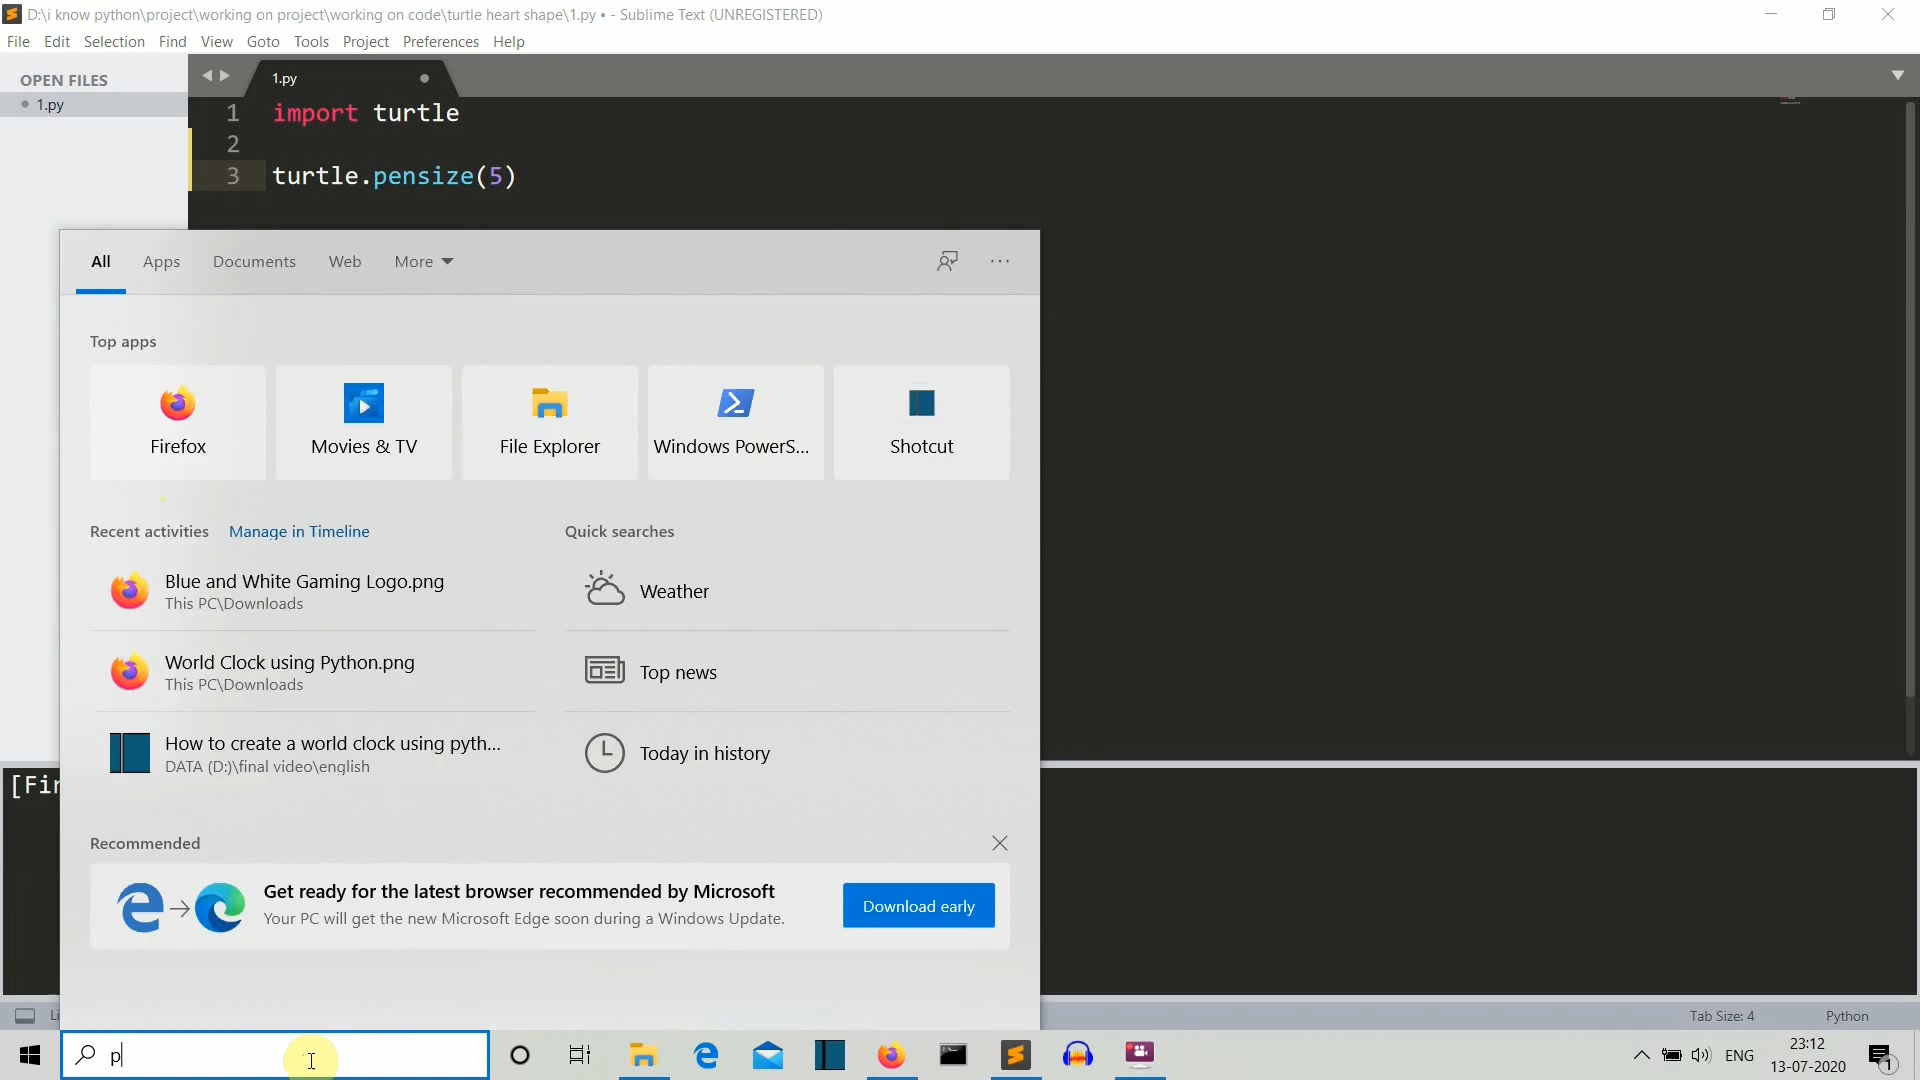 D:\i know python\project\working on project\working on code\turtle heart shape\1.py • - Sublime Text (UNREGISTERED)
File Edit Selection Find View Goto Tools Project Preferences Help
OPEN FILES
1.py
1.py
1 import turtle
2
3 turtle.pensize(5)
All Apps Documents Web More
Top apps
Firefox Movies & TV File Explorer Windows PowerS... Shotcut
Recent activities Manage in Timeline
Blue and White Gaming Logo.png
This PC\Downloads
World Clock using Python.png
This PC\Downloads
How to create a world clock using pyth...
DATA (D:)\final video\english
Quick searches
Weather
Top news
Today in history
[Fin
Recommended
Get ready for the latest browser recommended by Microsoft
Your PC will get the new Microsoft Edge soon during a Windows Update.
Download early
Li
Tab Size: 4 Python
p
ENG
23:12
13-07-2020
1